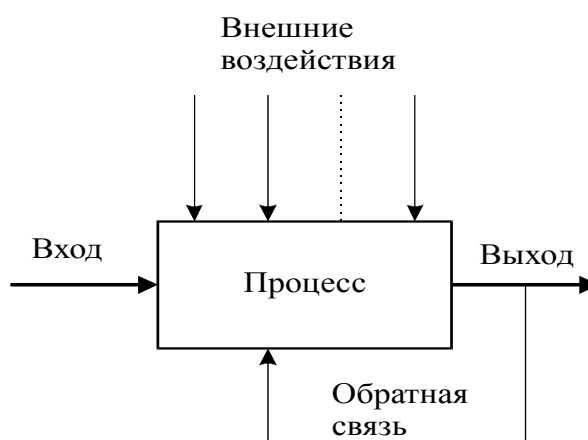 Внешние
воздействия
Вход
Процесс
Выход
Обратная
связь